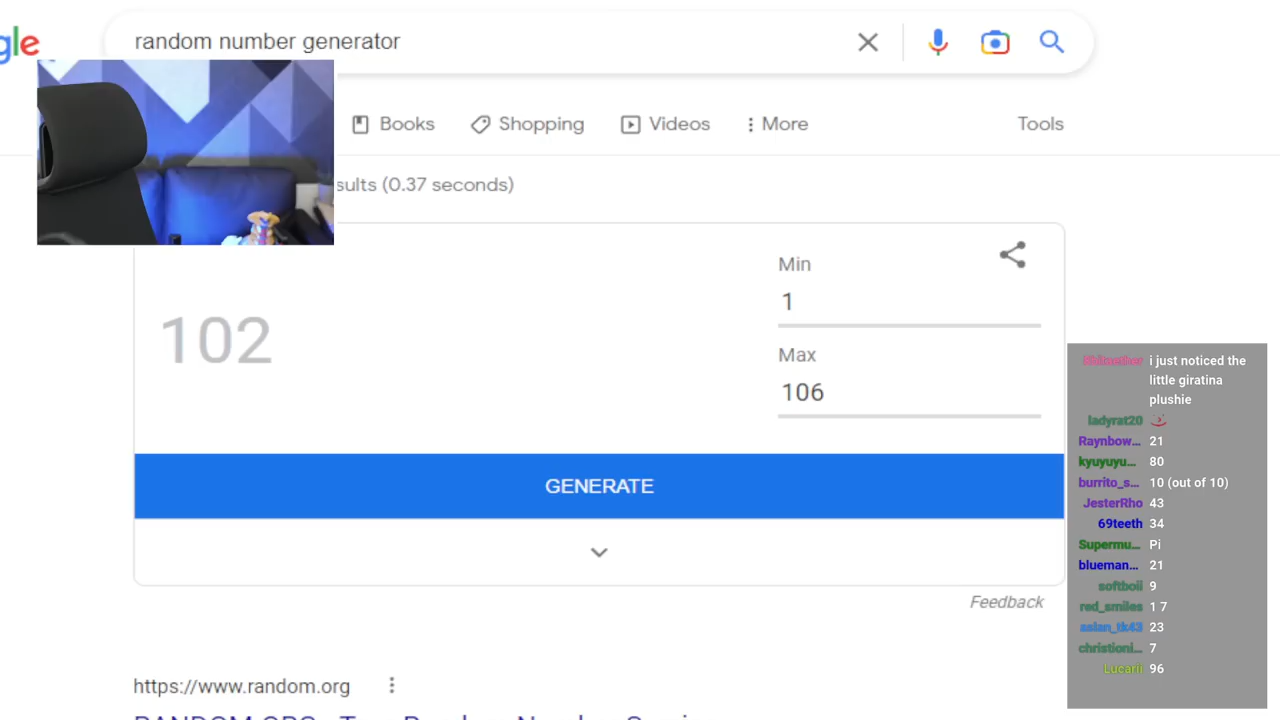 gle
random number generator
Books
Shopping
Videos
More
Tools
sults (0.37 seconds)
Min
1
102
Max
106
GENERATE
Feedback
https://www.random.org
i just noticed the
little giratina
plushie
ladyrat20
Raynbow... 21
kyuyuyu... 80
burrito_s... 10 (out of 10)
JesterRho 43
69teeth 34
Supermu... Pi
blueman... 21
softboii 9
red_smiles 1 7
23
christioni... 7
Lucarii 96